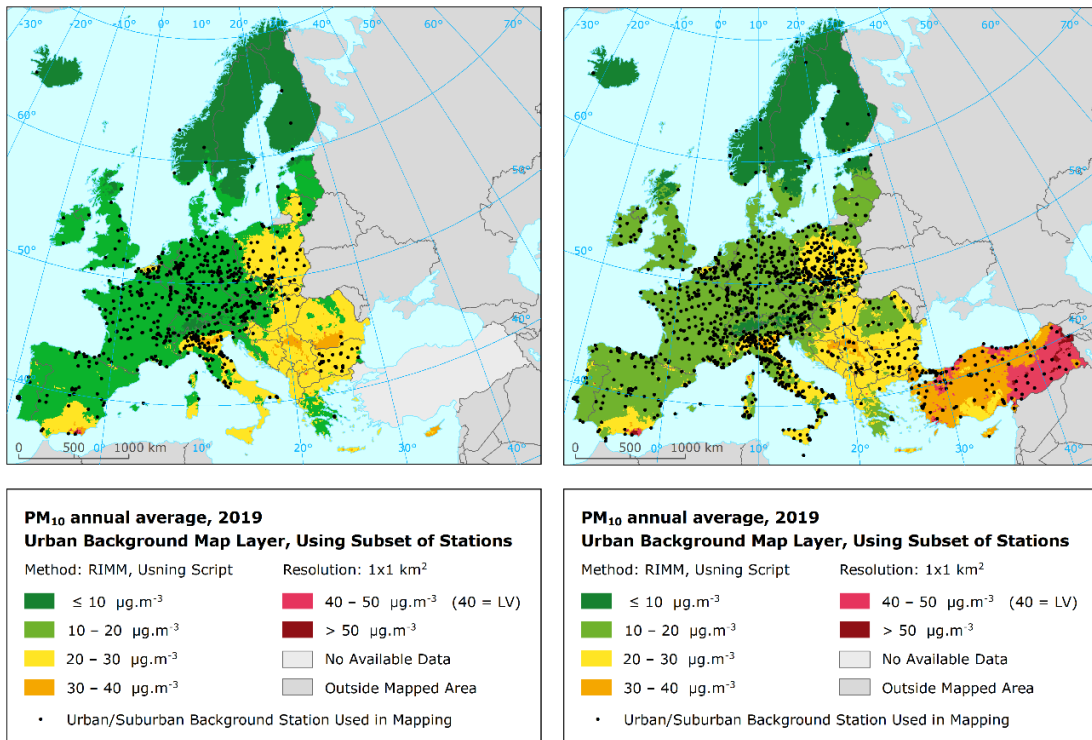 -30° -20° -10° 0° 10° 20° 30° 40° 50° 60° 70°
60°
50°
50°
40°
40°
0 500 1000 km
0° 10° 20° 30° 40°
PM₁₀ annual average, 2019
Urban Background Map Layer, Using Subset of Stations
Method: RIMM, Usning Script Resolution: 1x1 km²
≤ 10 µg.m⁻³ 40 – 50 µg.m⁻³ (40 = LV)
10 – 20 µg.m⁻³ > 50 µg.m⁻³
20 – 30 µg.m⁻³ No Available Data
30 – 40 µg.m⁻³ Outside Mapped Area
• Urban/Suburban Background Station Used in Mapping
-30° -20° -10° 0° 10° 20° 30° 40° 50° 60° 70°
60°
50°
50°
40°
40°
0 500 1000 km
0° 10° 20° 30° 40°
PM₁₀ annual average, 2019
Urban Background Map Layer, Using Subset of Stations
Method: RIMM, Usning Script Resolution: 1x1 km²
≤ 10 µg.m⁻³ 40 – 50 µg.m⁻³ (40 = LV)
10 – 20 µg.m⁻³ > 50 µg.m⁻³
20 – 30 µg.m⁻³ No Available Data
30 – 40 µg.m⁻³ Outside Mapped Area
• Urban/Suburban Background Station Used in Mapping